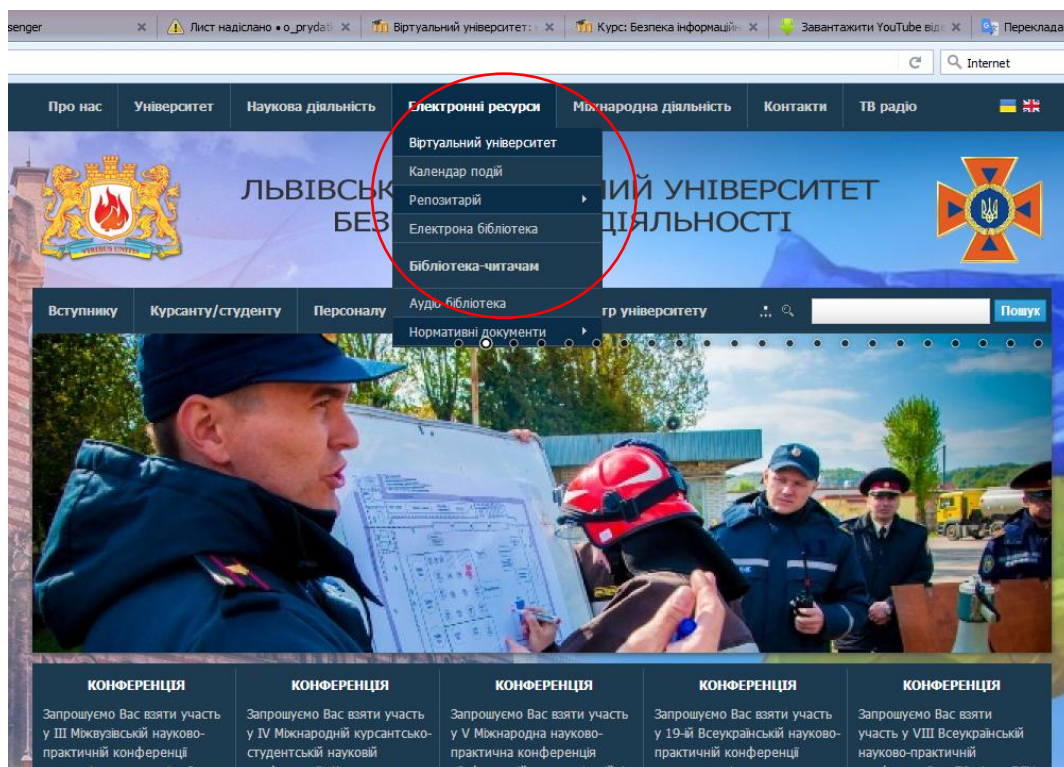 senger
Лист надіслано • o_prydat
Віртуальний університет:
Курс: Безпека інформаційн
Завантажити YouTube віде
Переклада
Internet
Про нас Університет Наукова діяльність Електронні ресурси Міжнародна діяльність Контакти ТВ радіо
Віртуальний університет
Календар подій
Репозитарій
Електрона бібліотека
Бібліотека-читачам
Аудіо бібліотека
Нормативні документи
ЛЬВІВСЬК ИЙ УНІВЕРСИТЕТ
БЕЗ ДІЯЛЬНОСТІ
VIRIBUS UNITIS
Вступнику Курсанту/студенту Персоналу тр університету Пошук
КОНФЕРЕНЦІЯ
Запрошуємо Вас взяти участь
у III Міжвузівській науково-
практичній конференції
КОНФЕРЕНЦІЯ
Запрошуємо Вас взяти участь
у IV Міжнародній курсантсько-
студентській науковій
КОНФЕРЕНЦІЯ
Запрошуємо Вас взяти участь
у V Міжнародна науково-
практична конференція
КОНФЕРЕНЦІЯ
Запрошуємо Вас взяти участь
у 19-ій Всеукраїнській науково-
практичній конференції
КОНФЕРЕНЦІЯ
Запрошуємо Вас взяти
участь у VIII Всеукраїнській
науково-практичній